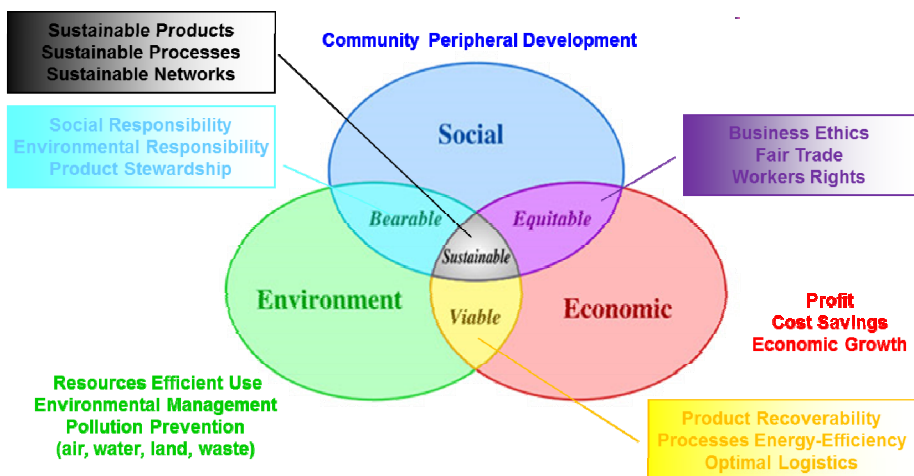 Sustainable Products
Sustainable Processes
Sustainable Networks
Community Peripheral Development
Social Responsibility
Environmental Responsibility
Product Stewardship
Social
Business Ethics
Fair Trade
Workers Rights
Bearable
Equitable
Sustainable
Environment
Economic
Viable
Profit
Cost Savings
Economic Growth
Resources Efficient Use
Environmental Management
Pollution Prevention
(air, water, land, waste)
Product Recoverability
Processes Energy-Efficiency
Optimal Logistics